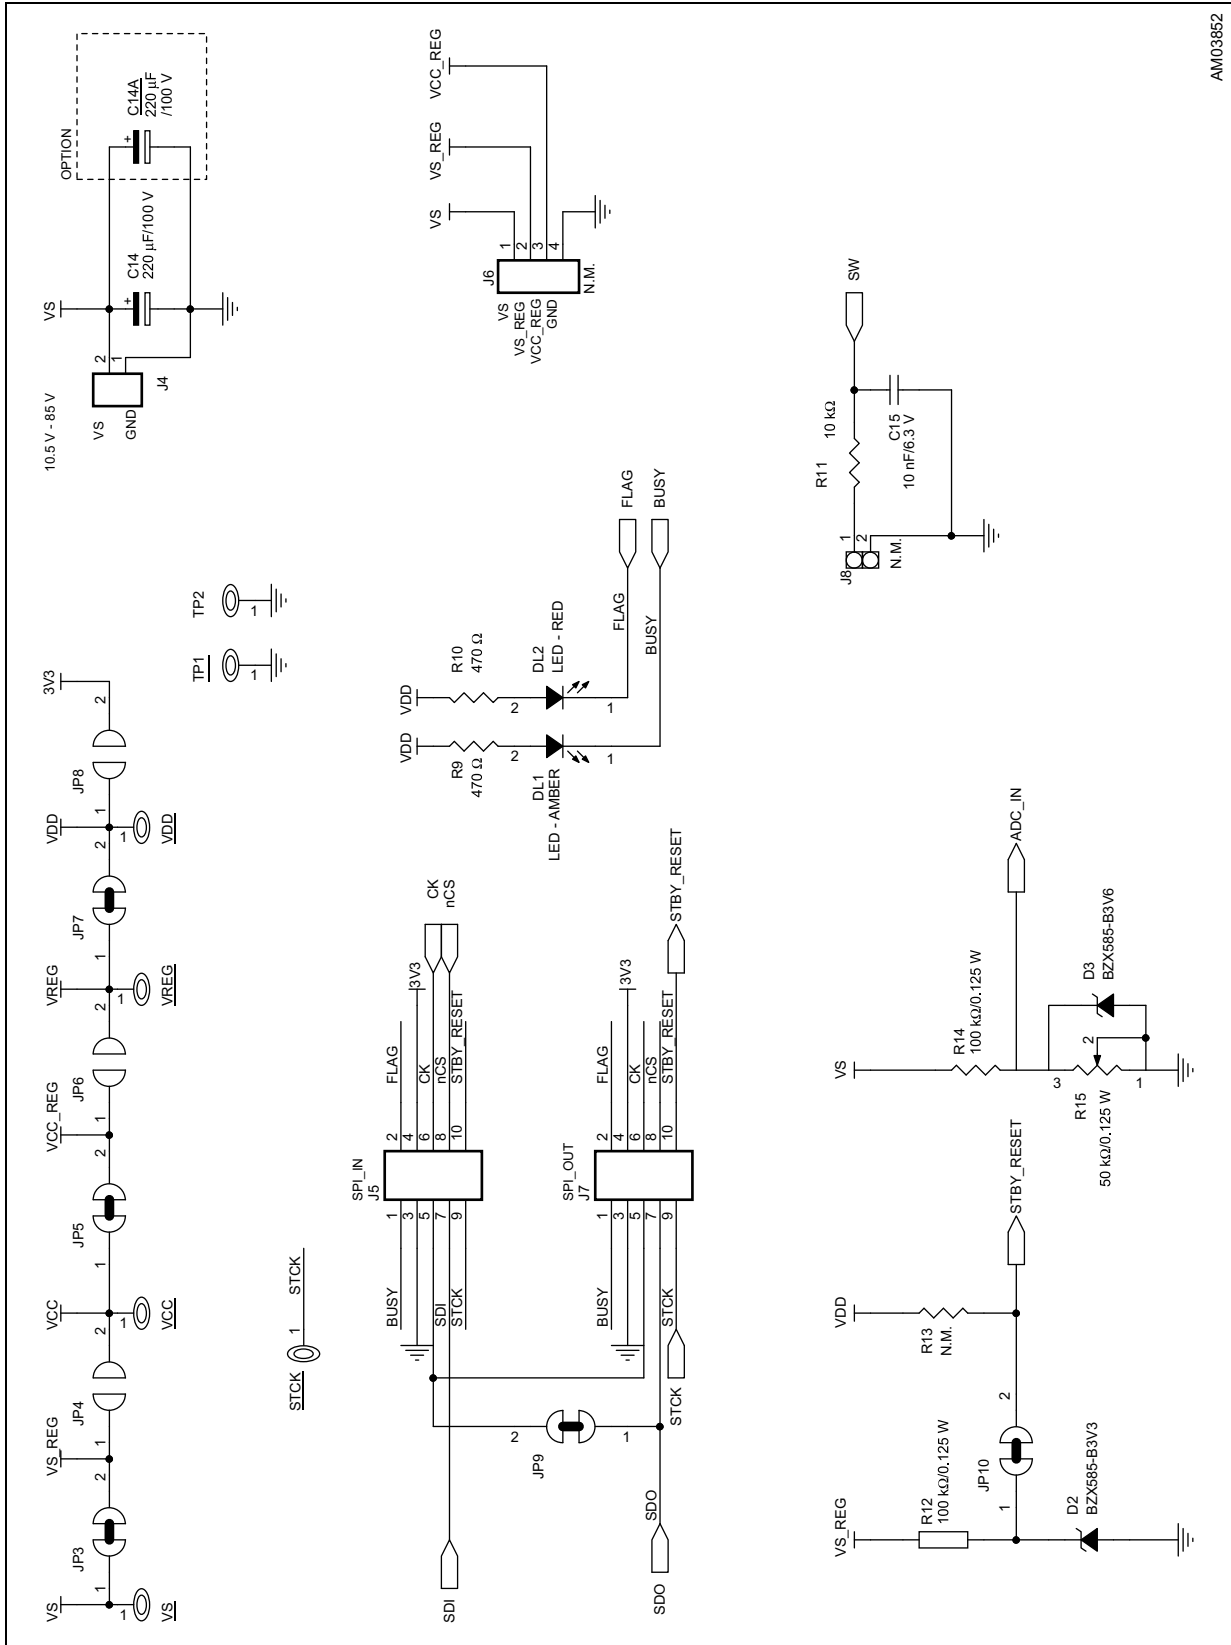 VS
1
VS
1
JP3
2
VS_REG
1
JP4
2
VCC
1
VCC
1
JP5
2
VCC_REG
1
JP6
2
VREG
1
VREG
1
JP7
2
VDD
1
VDD
1
JP8
2
3V3
10.5 V - 85 V
VS
GND
2
1
J4
VS
C14
220 µF/100 V
+
OPTION
C14A
220 µF
/100 V
+
STCK
1
STCK
TP1
1
TP2
1
SDI
SDO
SDO
JP9
2
1
BUSY
SDI
STCK
1
3
5
7
9
SPI_IN
J5
2
4
6
8
10
FLAG
3V3
CK
nCS
STBY_RESET
CK
nCS
STCK
BUSY
STCK
1
3
5
7
9
SPI_OUT
J7
2
4
6
8
10
FLAG
3V3
CK
nCS
STBY_RESET
STBY_RESET
VDD
R9
470 Ω
2
DL1
LED - AMBER
1
VDD
R10
470 Ω
2
DL2
LED - RED
1
FLAG
BUSY
FLAG
BUSY
J6
VS
VS_REG
VCC_REG
GND
1
2
3
4
N.M.
VS
VS_REG
VCC_REG
VS_REG
R12
100 kΩ/0.125 W
1
JP10
2
D2
BZX585-B3V3
VDD
R13
N.M.
STBY_RESET
VS
R14
100 kΩ/0.125 W
ADC_IN
3
2
1
R15
50 kΩ/0.125 W
D3
BZX585-B3V6
J8
1
2
N.M.
R11
10 kΩ
C15
10 nF/6.3 V
SW
AM03852